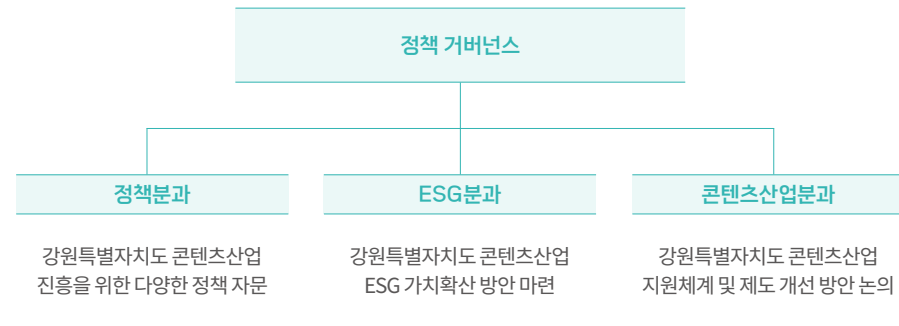 정책 거버넌스
정책분과
ESG분과
콘텐츠산업분과
강원특별자치도 콘텐츠산업
진흥을 위한 다양한 정책 자문
강원특별자치도 콘텐츠산업
ESG 가치확산 방안 마련
강원특별자치도 콘텐츠산업
지원체계 및 제도 개선 방안 논의